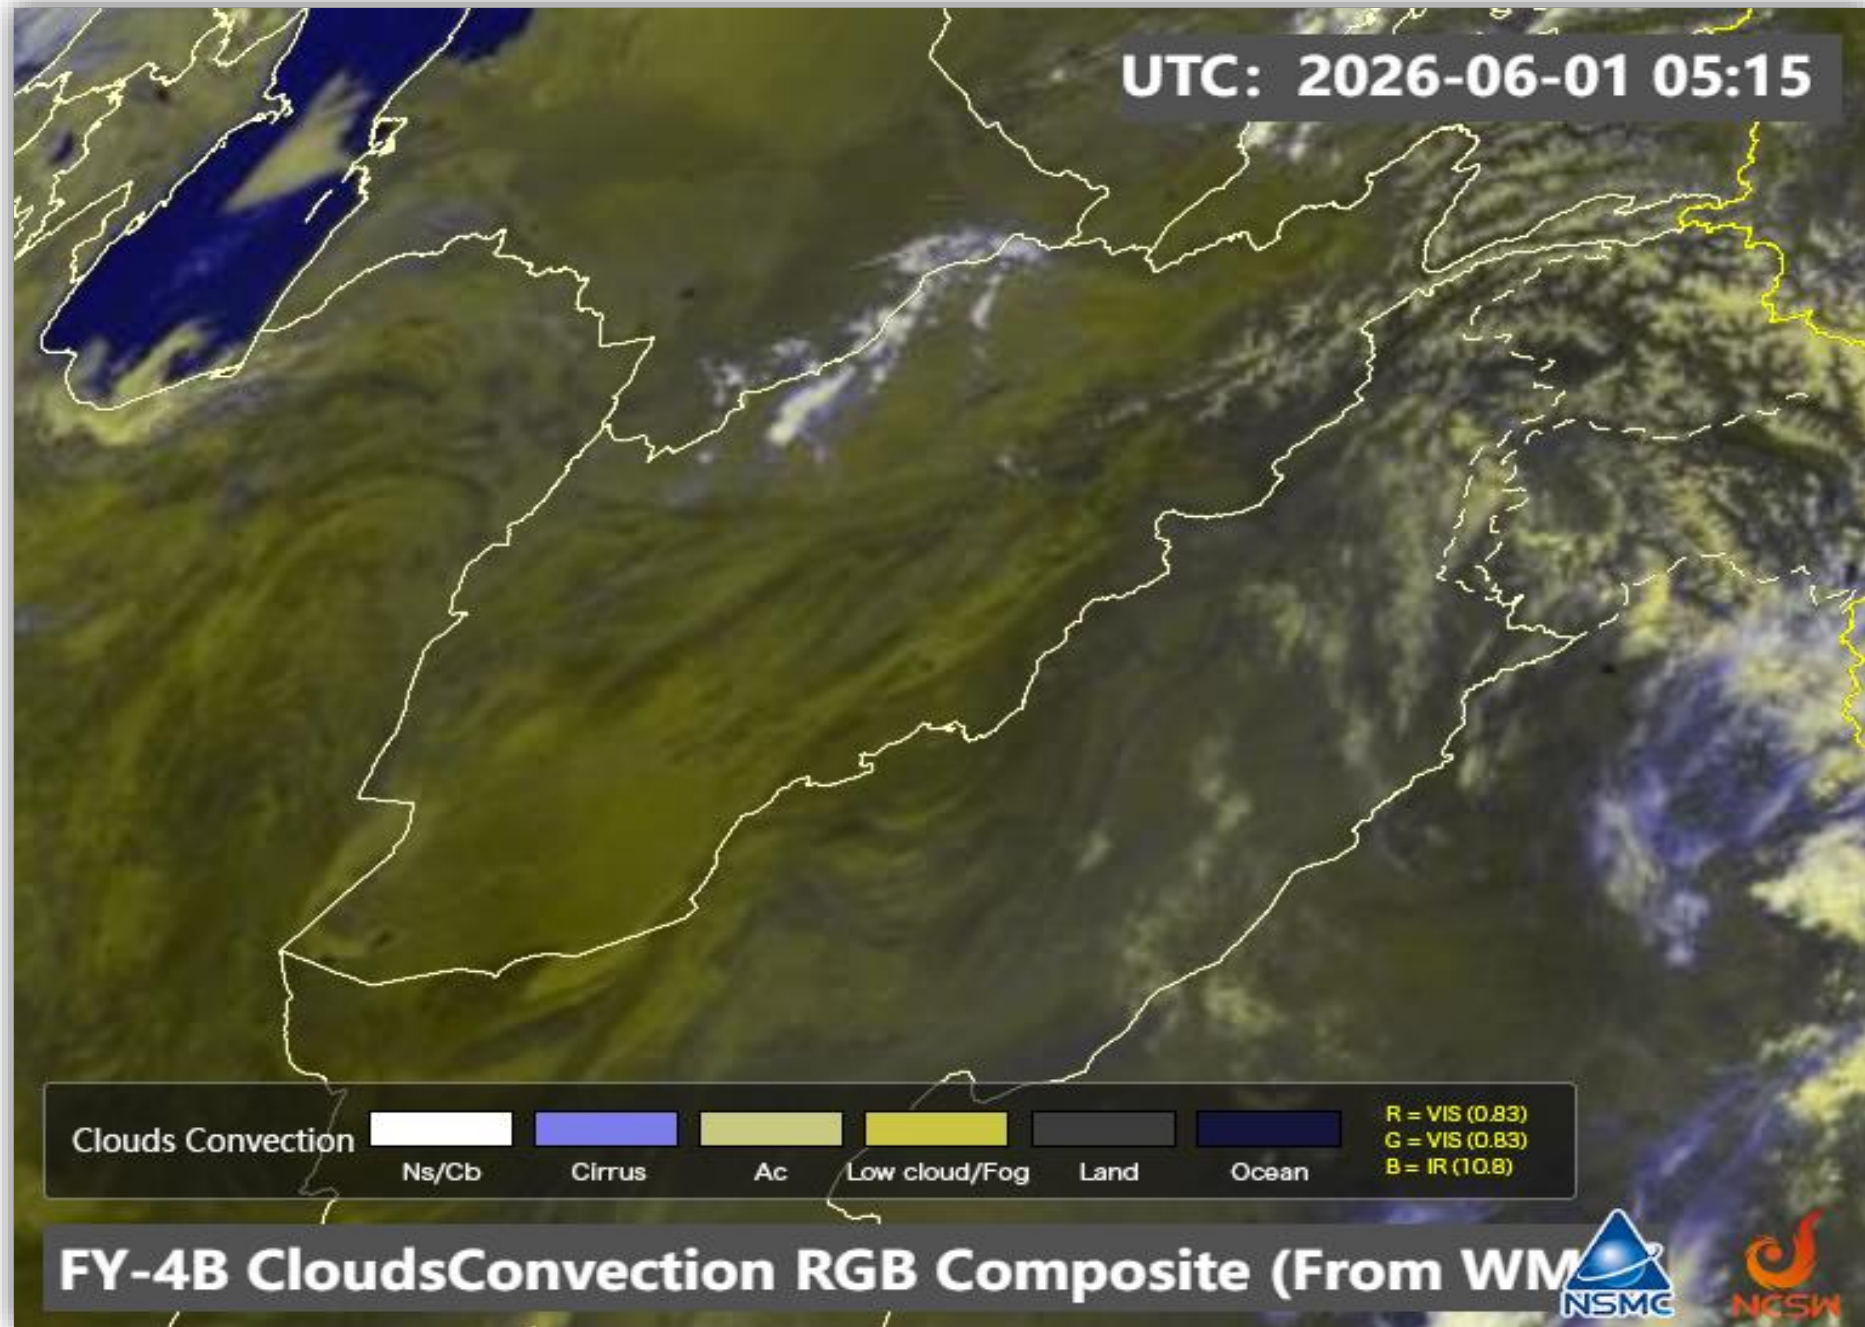 UTC: 2026-06-01 05:15
Clouds Convection
Ns/Cb
Cirrus
Ac
Low cloud/Fog
Land
Ocean
R = VIS (0.83)
G = VIS (0.83)
B = IR (10.8)
FY-4B CloudsConvection RGB Composite (From WM
NSMC
NCSW